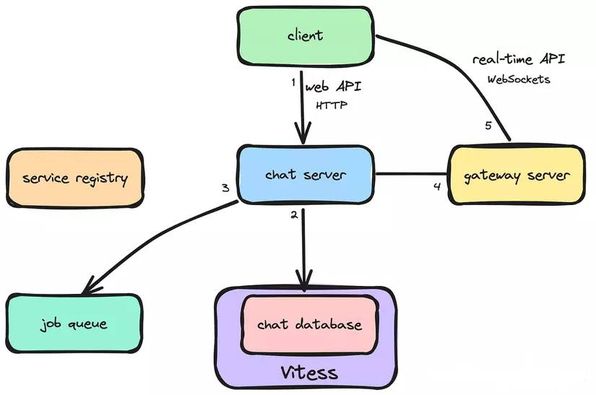 client
real-time API
WebSockets
1
web API
HTTP
5
service registry
chat server
gateway server
3
4
2
job queue
chat database
Vitess